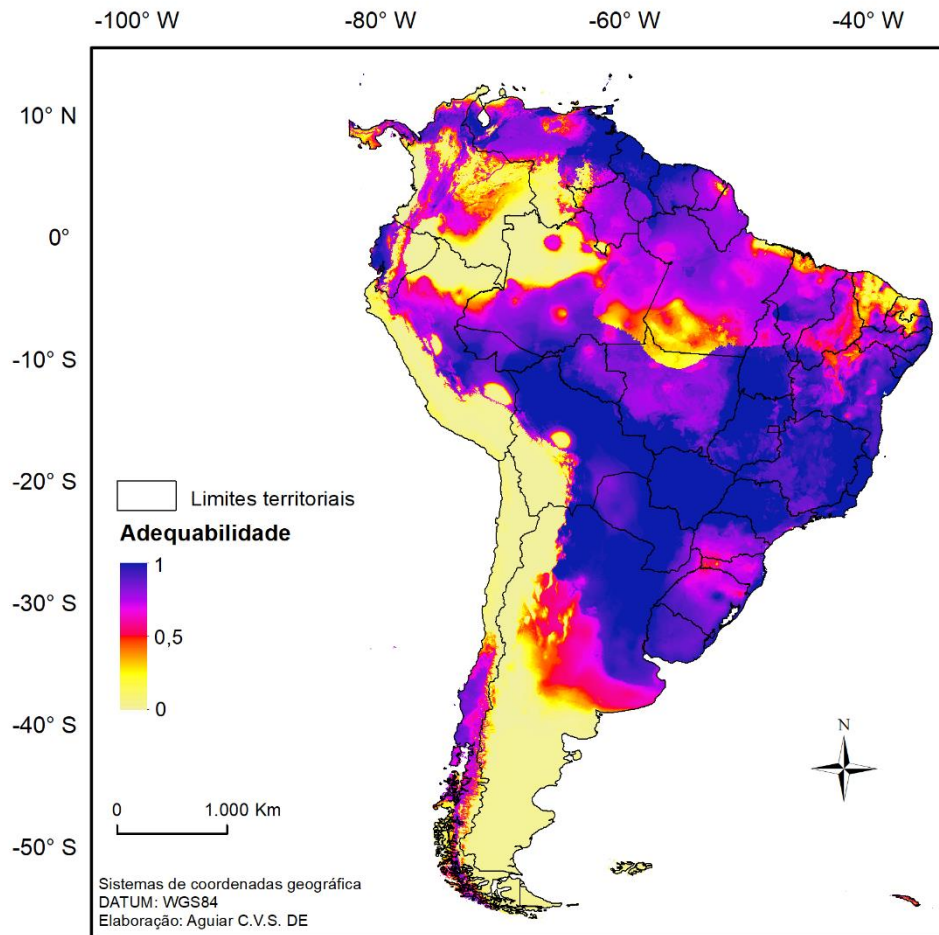 -100° W -80° W -60° W -40° W
10° N
0°
-10° S
-20° S
Limites territoriais
Adequabilidade
1
-30° S
0,5
0
-40° S
N
0 1.000 Km
-50° S
Sistemas de coordenadas geográfica
DATUM: WGS84
Elaboração: Aguiar C.V.S. DE